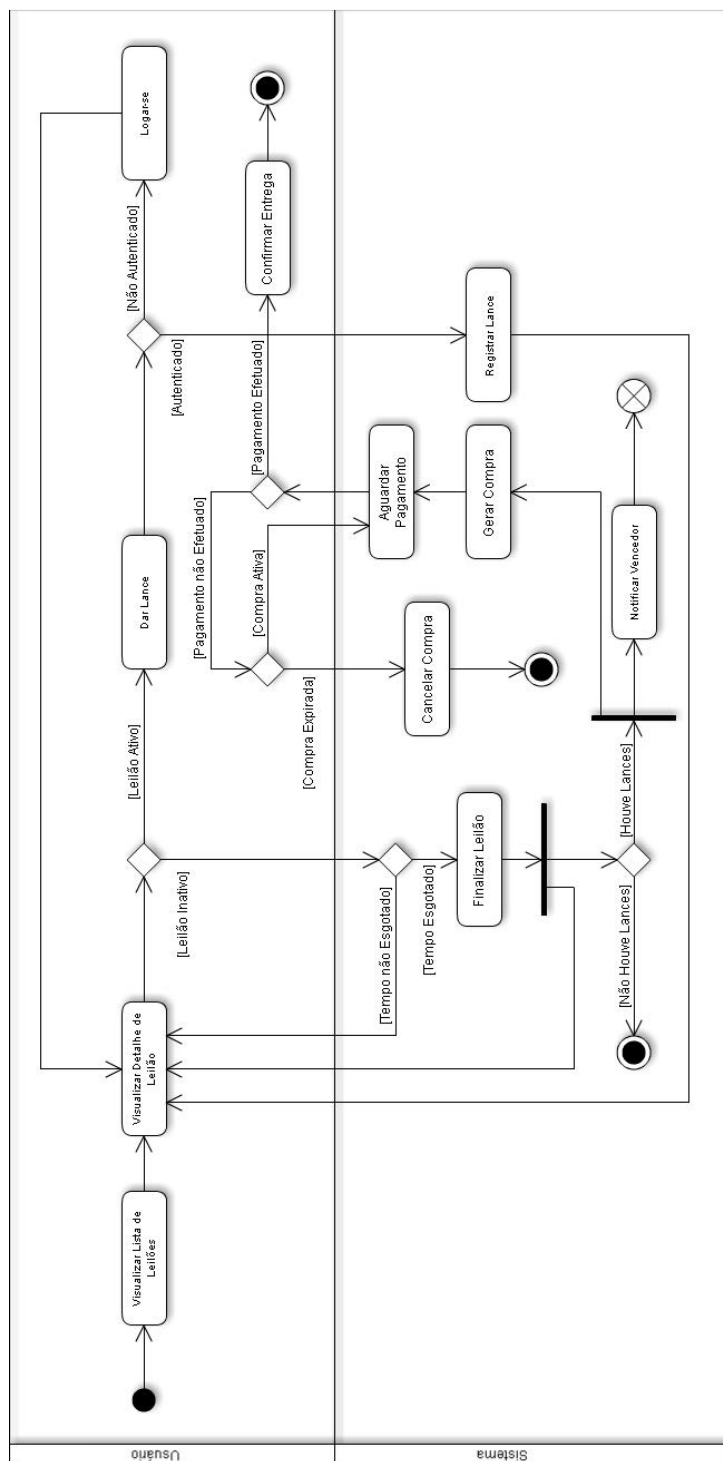 Usuário
Sistema
Visualizar Lista de
Leilões
Visualizar Detalhe de
Leilão
[Leilão Ativo]
[Leilão Inativo]
Dar Lance
[Não Autenticado]
[Autenticado]
Logar-se
[Pagamento não Efetuado]
[Pagamento Efetuado]
Confirmar Entrega
[Compra Ativa]
[Compra Expirada]
[Tempo não Esgotado]
[Tempo Esgotado]
Finalizar Leilão
Cancelar Compra
Aguardar
Pagamento
Gerar Compra
Registrar Lance
[Não Houve Lances]
[Houve Lances]
Notificar Vencedor